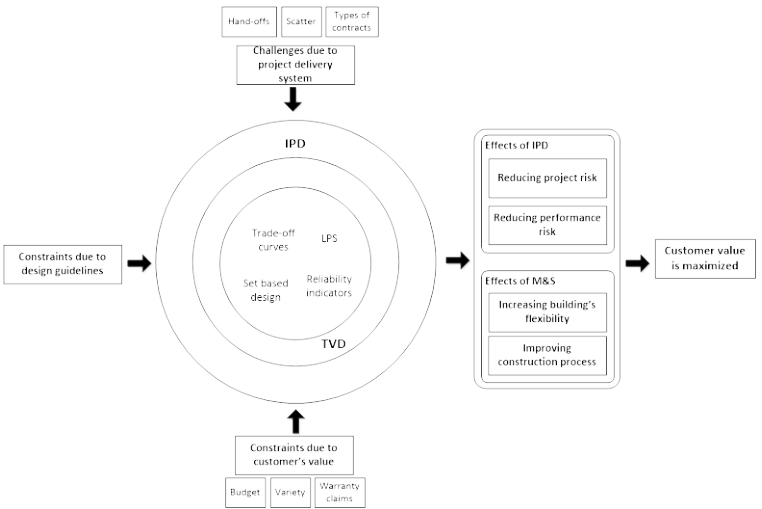 Hand-offs
Scatter
Types of
contracts
Challenges due to
project delivery
system
IPD
Trade-off
curves
LPS
Set based
design
Reliability
indicators
TVD
Constraints due to
design guidelines
Effects of IPD
Reducing project risk
Reducing performance
risk
Effects of M&S
Increasing building's
flexibility
Improving
construction process
Customer value
is maximized
Constraints due to
customer's value
Budget
Variety
Warranty
claims